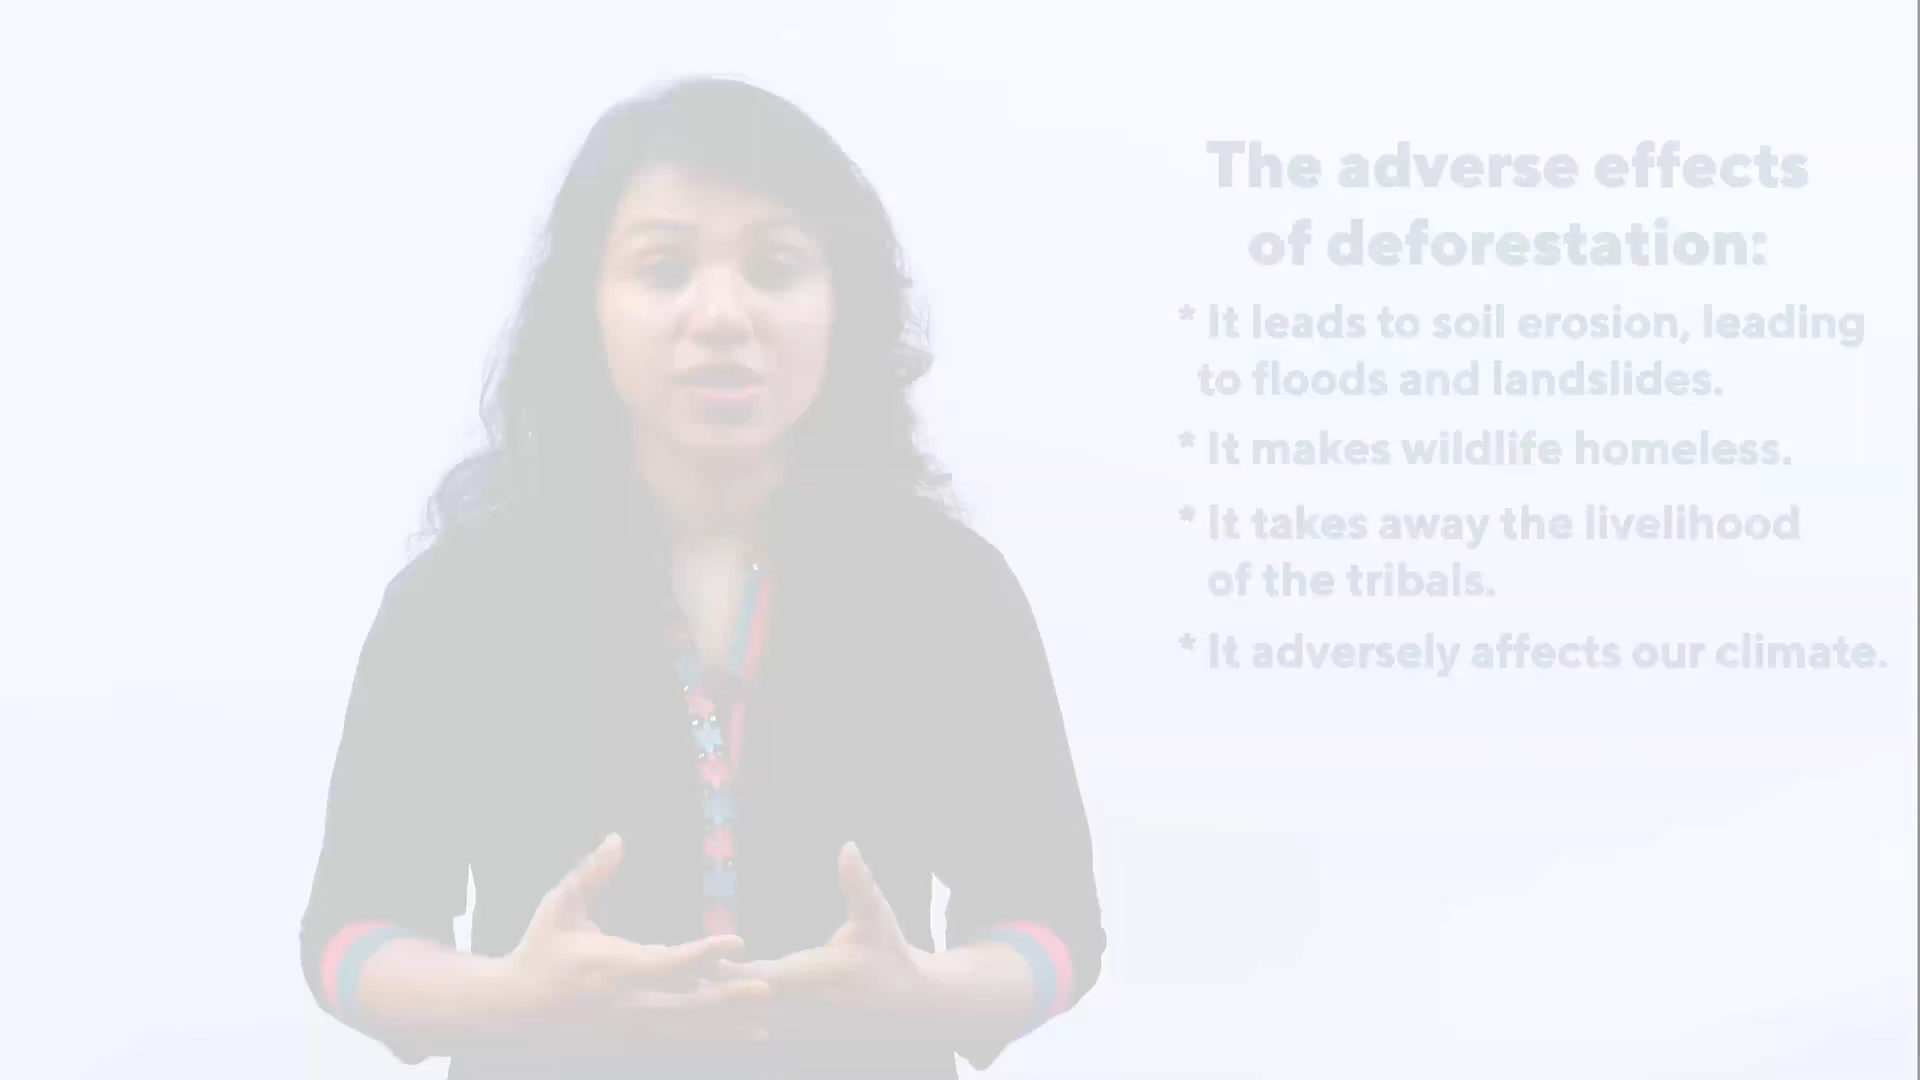 The adverse effects
of deforestation:
* It leads to soil erosion, leading
to floods and landslides.
* It makes wildlife homeless.
* It takes away the livelihood
of the tribals.
* It adversely affects our climate.